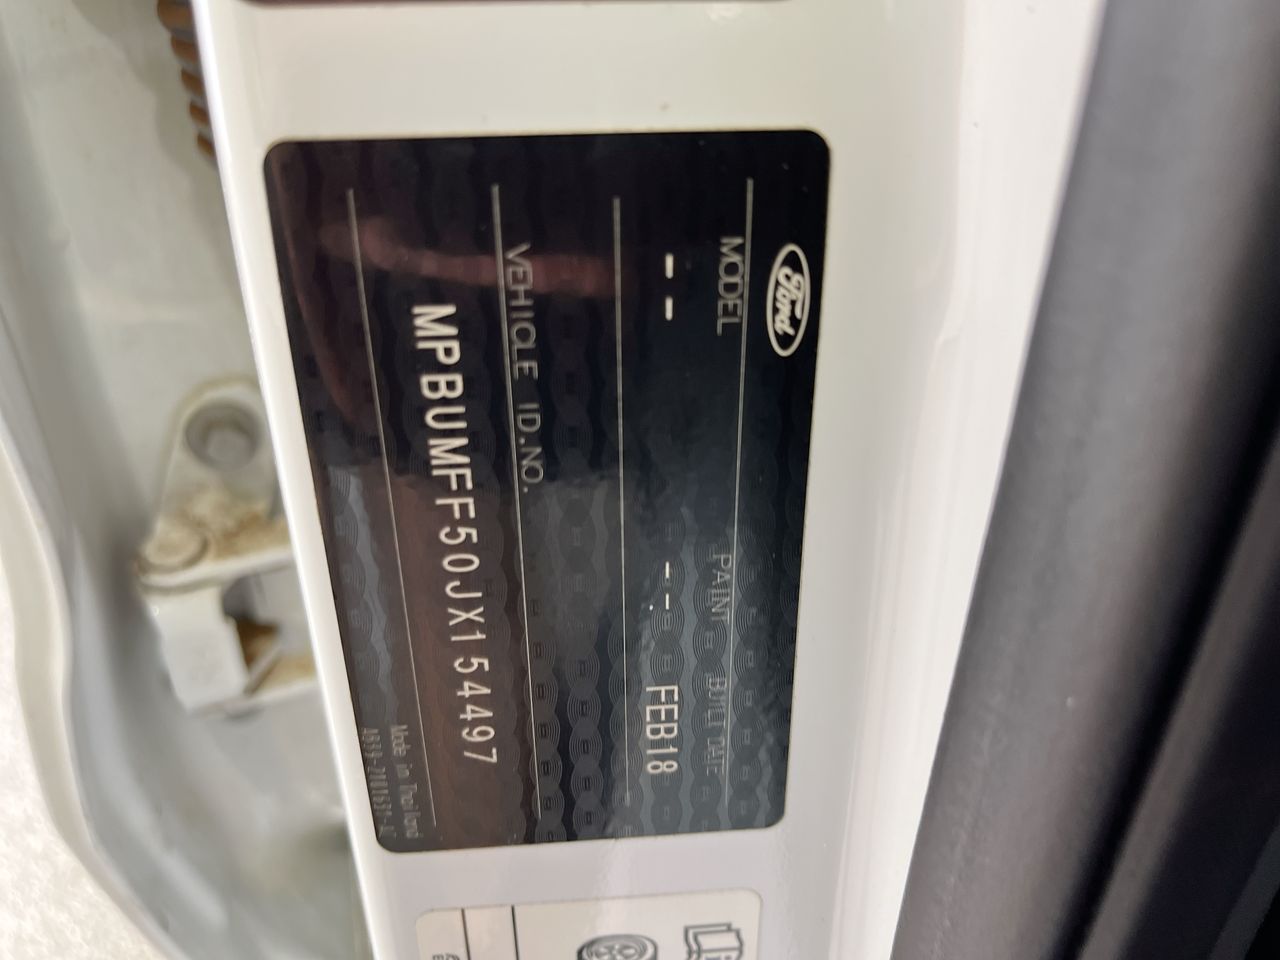 Ford
MODEL PAINT BUILT DATE
-- -- FEB18
VEHICLE ID.NO.
MPBUMFF50JX154497
Made in Thailand